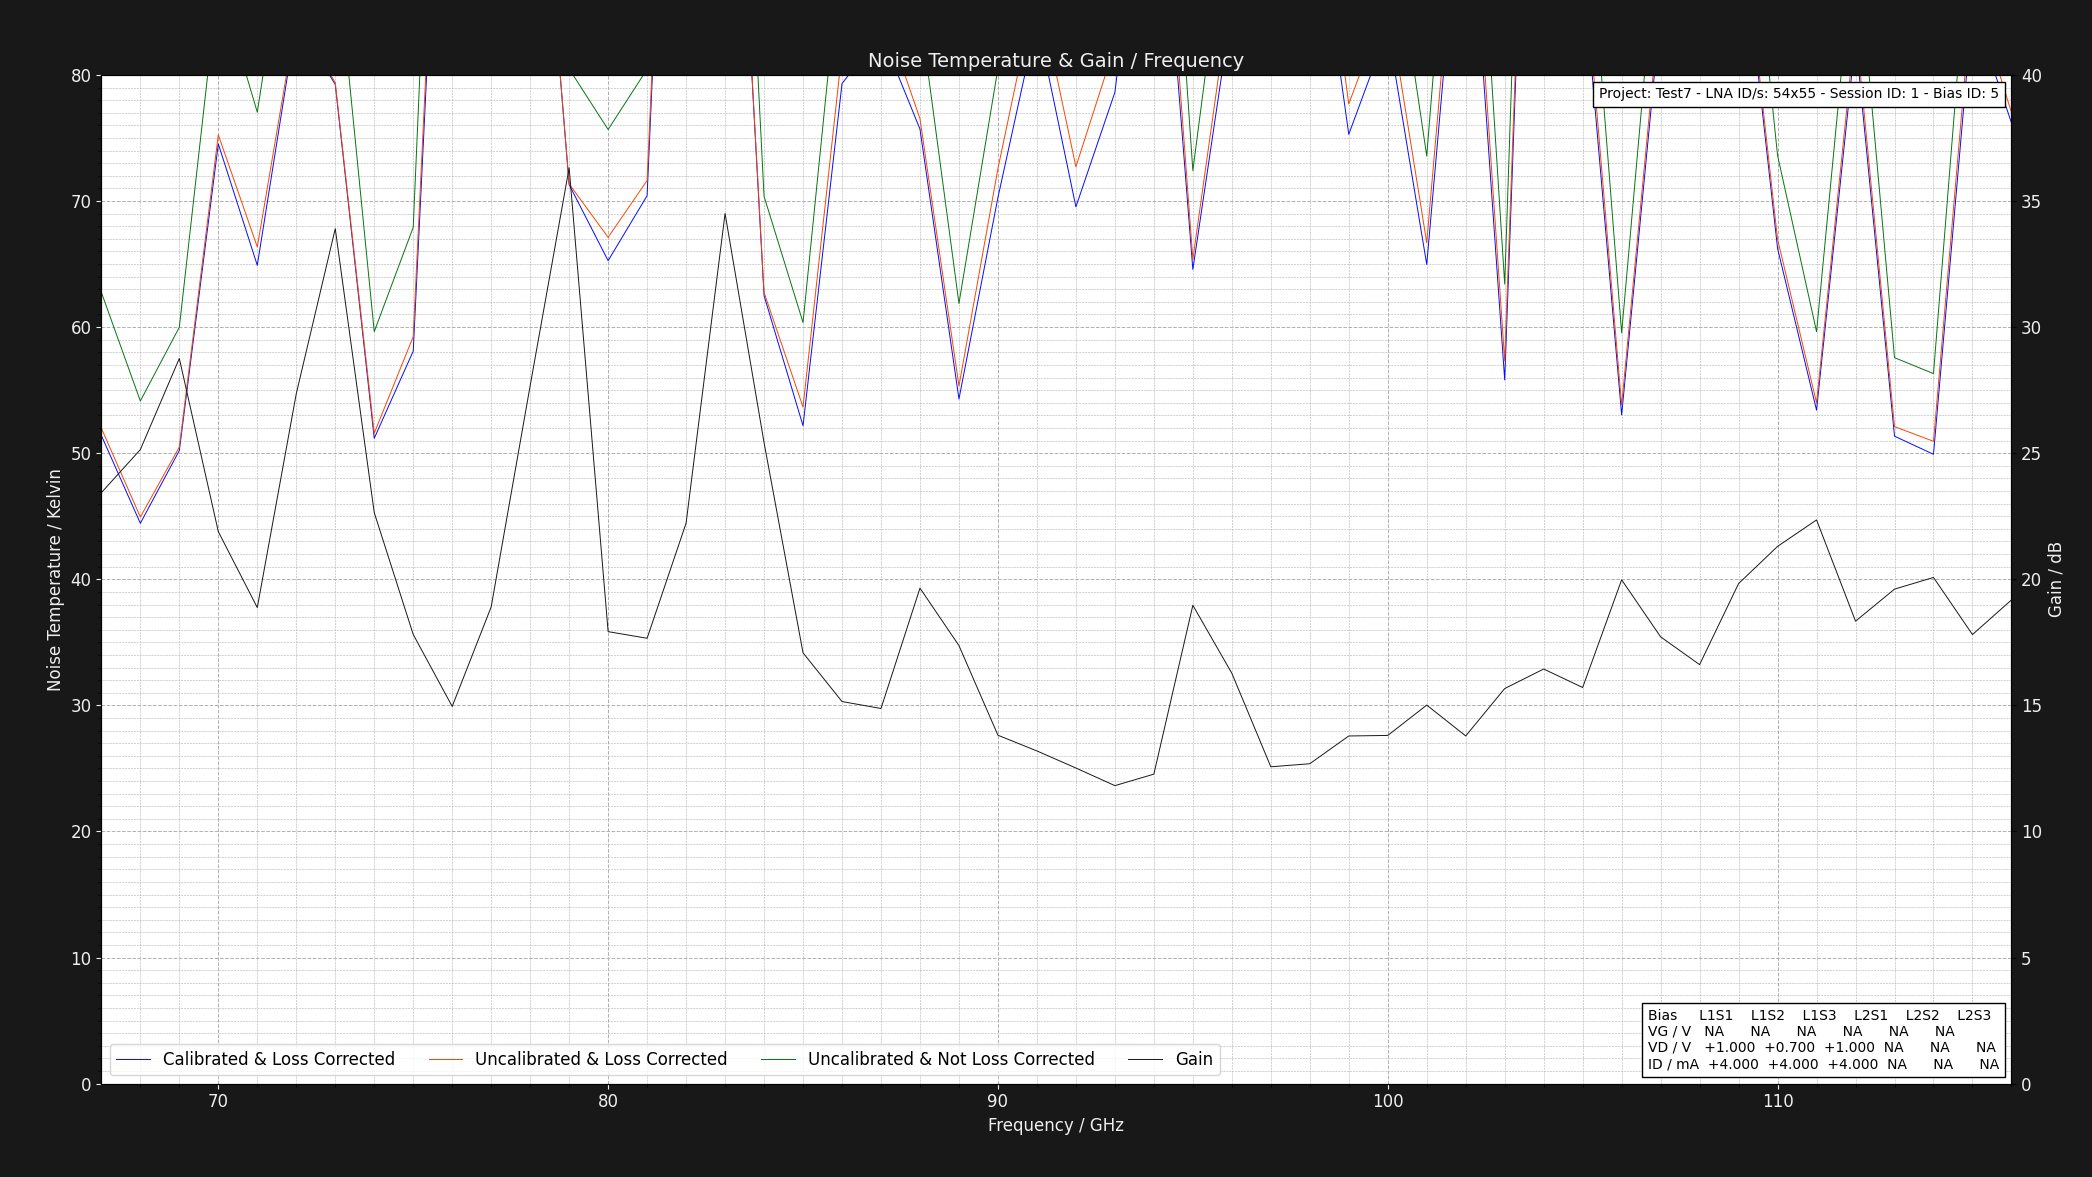 Noise Temperature & Gain / Frequency
Project: Test7 - LNA ID/s: 54x55 - Session ID: 1 - Bias ID: 5
80
70
60
50
40
30
20
10
0
Noise Temperature / Kelvin
40
35
30
25
20
15
10
5
0
Gain / dB
Bias L1S1 L1S2 L1S3 L2S1 L2S2 L2S3
VG / V NA NA NA NA NA NA
VD / V +1.000 +0.700 +1.000 NA NA NA
ID / mA +4.000 +4.000 +4.000 NA NA NA
Calibrated & Loss Corrected Uncalibrated & Loss Corrected Uncalibrated & Not Loss Corrected Gain
70 80 90 100 110
Frequency / GHz